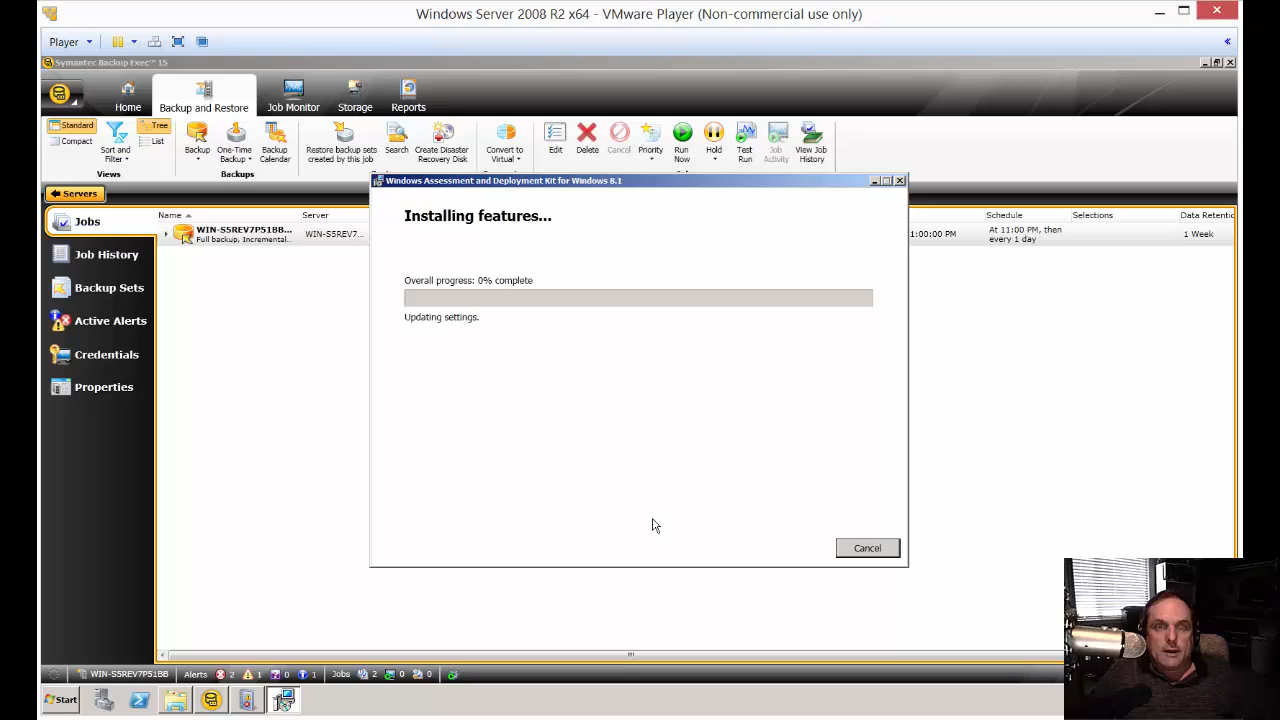 Windows Server 2008 R2 x64 - VMware Player (Non-commercial use only)
Player
Symantec Backup Exec™ 15
Home
Backup and Restore
Job Monitor
Storage
Reports
Standard
Compact
Tree
List
Sort and Filter
Views
Backup
One-Time Backup
Backup Calendar
Backups
Restore backup sets created by this job
Search
Create Disaster Recovery Disk
Convert to Virtual
Edit
Delete
Cancel
Priority
Run Now
Hold
Test Run
Job Activity
View Job History
Servers
Windows Assessment and Deployment Kit for Windows 8.1
Jobs
Job History
Backup Sets
Active Alerts
Credentials
Properties
Name
Server
Schedule
Selections
Data Retenti
WIN-S5REV7P51BB...
Full backup, Incremental...
WIN-S5REV7...
1:00:00 PM
At 11:00 PM, then
every 1 day
1 Week
Installing features...
Overall progress: 0% complete
Updating settings.
Cancel
WIN-S5REV7P51BB
Alerts
2
1
0
1
Jobs
2
0
0
Start